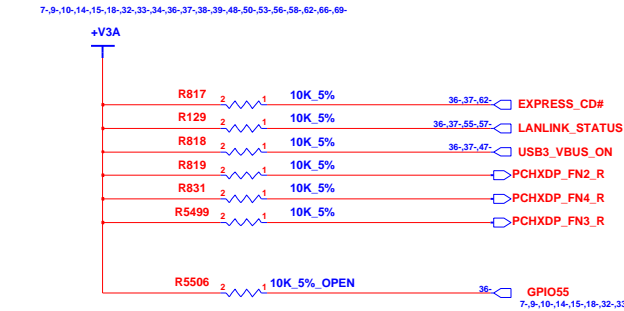 7-,9-,10-,14-,15-,18-,32-,33-,34-,36-,37-,38-,39-,48-,50-,53-,56-,58-,62-,66-,69-
+V3A
R817 2 1 10K_5% 36-,37-,62- EXPRESS_CD#
R129 2 1 10K_5% 36-,37-,55-,57- LANLINK_STATUS
R818 2 1 10K_5% 36-,37-,47- USB3_VBUS_ON
R819 2 1 10K_5% PCHXDP_FN2_R
R831 2 1 10K_5% PCHXDP_FN4_R
R5499 2 1 10K_5% PCHXDP_FN3_R
R5506 2 1 10K_5%_OPEN 36- GPIO55
7-,9-,10-,14-,15-,18-,32-,33